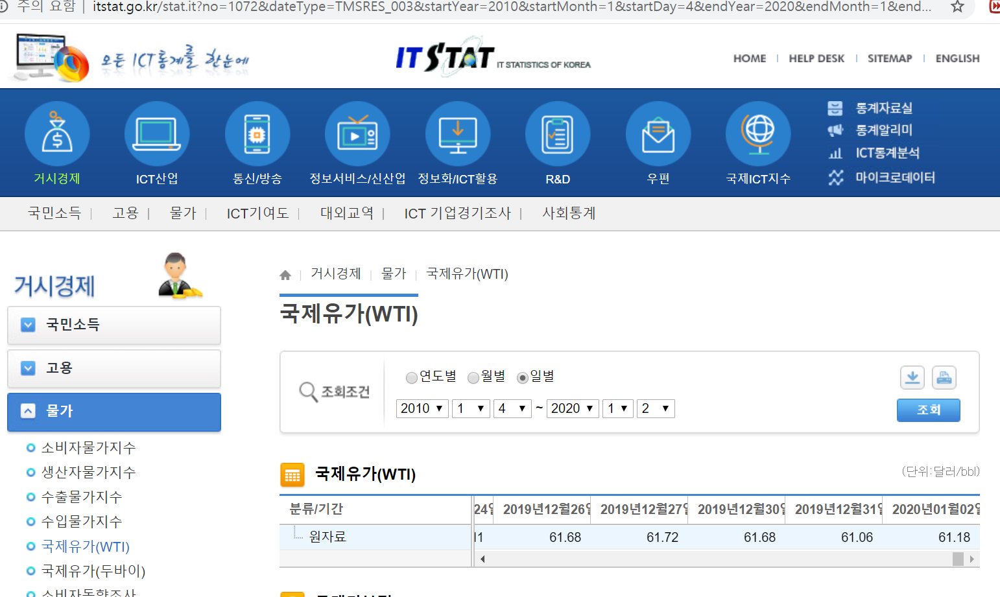 주의 요함 | itstat.go.kr/stat.it?no=1072&dateType=TMSRES_003&startYear=2010&startMonth=1&startDay=4&endYear=2020&endMonth=1&end...
모든 ICT통계를 한눈에
ITSTAT IT STATISTICS OF KOREA
HOME | HELP DESK | SITEMAP | ENGLISH
거시경제 ICT산업 통신/방송 정보서비스/신산업 정보화/ICT활용 R&D 우편 국제ICT지수
통계자료실
통계알리미
ICT통계분석
마이크로데이터
국민소득 | 고용 | 물가 | ICT기여도 | 대외교역 | ICT 기업경기조사 | 사회통계
거시경제
국민소득
고용
물가
소비자물가지수
생산자물가지수
수출물가지수
수입물가지수
국제유가(WTI)
국제유가(두바이)
소비자동향조사
| 거시경제 | 물가 | 국제유가(WTI)
국제유가(WTI)
조회조건
연도별 월별 일별
2010 1 4 ~ 2020 1 2
조회
국제유가(WTI)
(단위:달러/bbl)
분류/기간 24일 2019년12월26일 2019년12월27일 2019년12월30일 2019년12월31일 2020년01월02일
원자료 11 61.68 61.72 61.68 61.06 61.18